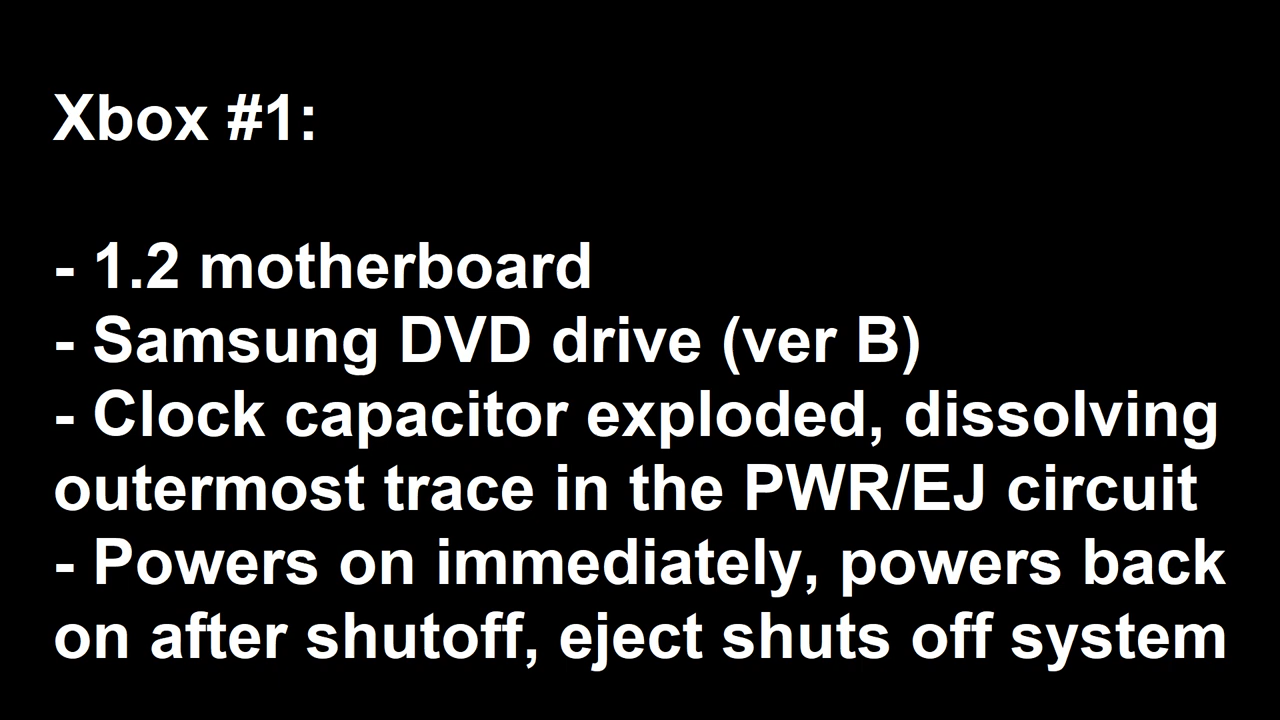 Xbox #1:
- 1.2 motherboard
- Samsung DVD drive (ver B)
- Clock capacitor exploded, dissolving
outermost trace in the PWR/EJ circuit
- Powers on immediately, powers back
on after shutoff, eject shuts off system